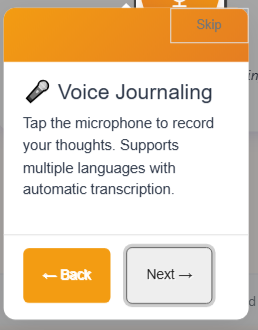 Skip
🎤 Voice Journaling
Tap the microphone to record
your thoughts. Supports
multiple languages with
automatic transcription.
← Back
Next →